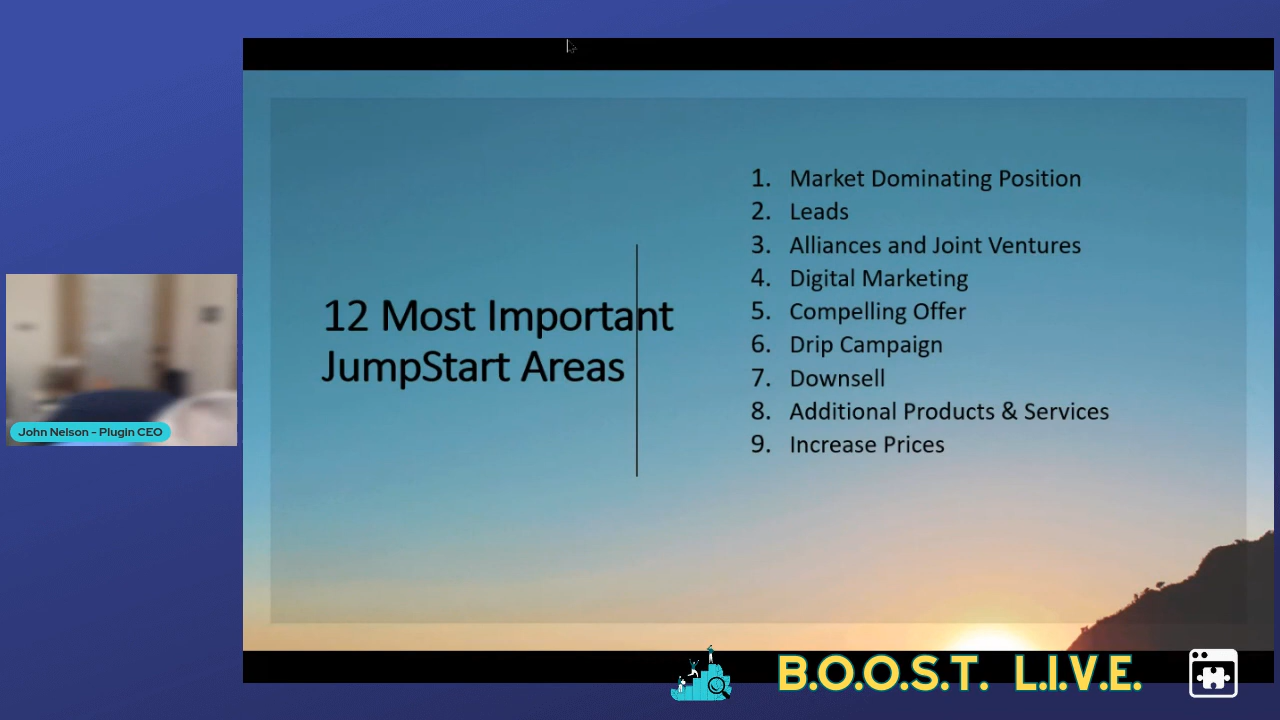 12 Most Important
JumpStart Areas
1. Market Dominating Position
2. Leads
3. Alliances and Joint Ventures
4. Digital Marketing
5. Compelling Offer
6. Drip Campaign
7. Downsell
8. Additional Products & Services
9. Increase Prices
John Nelson - Plugin CEO
B.O.O.S.T. L.I.V.E.